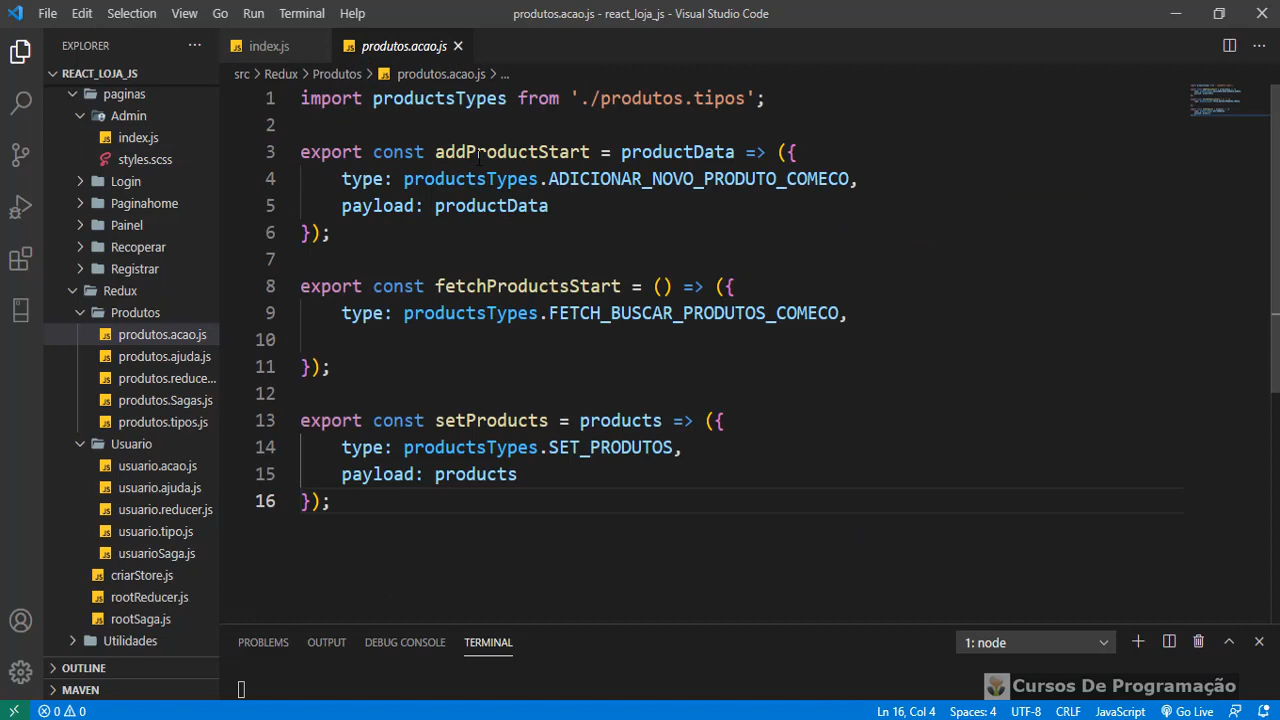 File Edit Selection View Go Run Terminal Help produtos.acao.js - react_loja_js - Visual Studio Code
EXPLORER
REACT_LOJA_JS
paginas
Admin
index.js
styles.scss
Login
Paginahome
Painel
Recoperar
Registrar
Redux
Produtos
produtos.acao.js
produtos.ajuda.js
produtos.reduce...
produtos.Sagas.js
produtos.tipos.js
Usuario
usuario.acao.js
usuario.ajuda.js
usuario.reducer.js
usuario.tipo.js
usuarioSaga.js
criarStore.js
rootReducer.js
rootSaga.js
Utilidades
OUTLINE
MAVEN
index.js produtos.acao.js
src > Redux > Produtos > produtos.acao.js > ...
1 import productsTypes from './produtos.tipos';
2
3 export const addProductStart = productData => ({
4 type: productsTypes.ADICIONAR_NOVO_PRODUTO_COMECO,
5 payload: productData
6 });
7
8 export const fetchProductsStart = () => ({
9 type: productsTypes.FETCH_BUSCAR_PRODUTOS_COMECO,
10
11 });
12
13 export const setProducts = products => ({
14 type: productsTypes.SET_PRODUTOS,
15 payload: products
16 });
PROBLEMS OUTPUT DEBUG CONSOLE TERMINAL 1: node
Cursos De Programação
0 0 Ln 16, Col 4 Spaces: 4 UTF-8 CRLF JavaScript Go Live